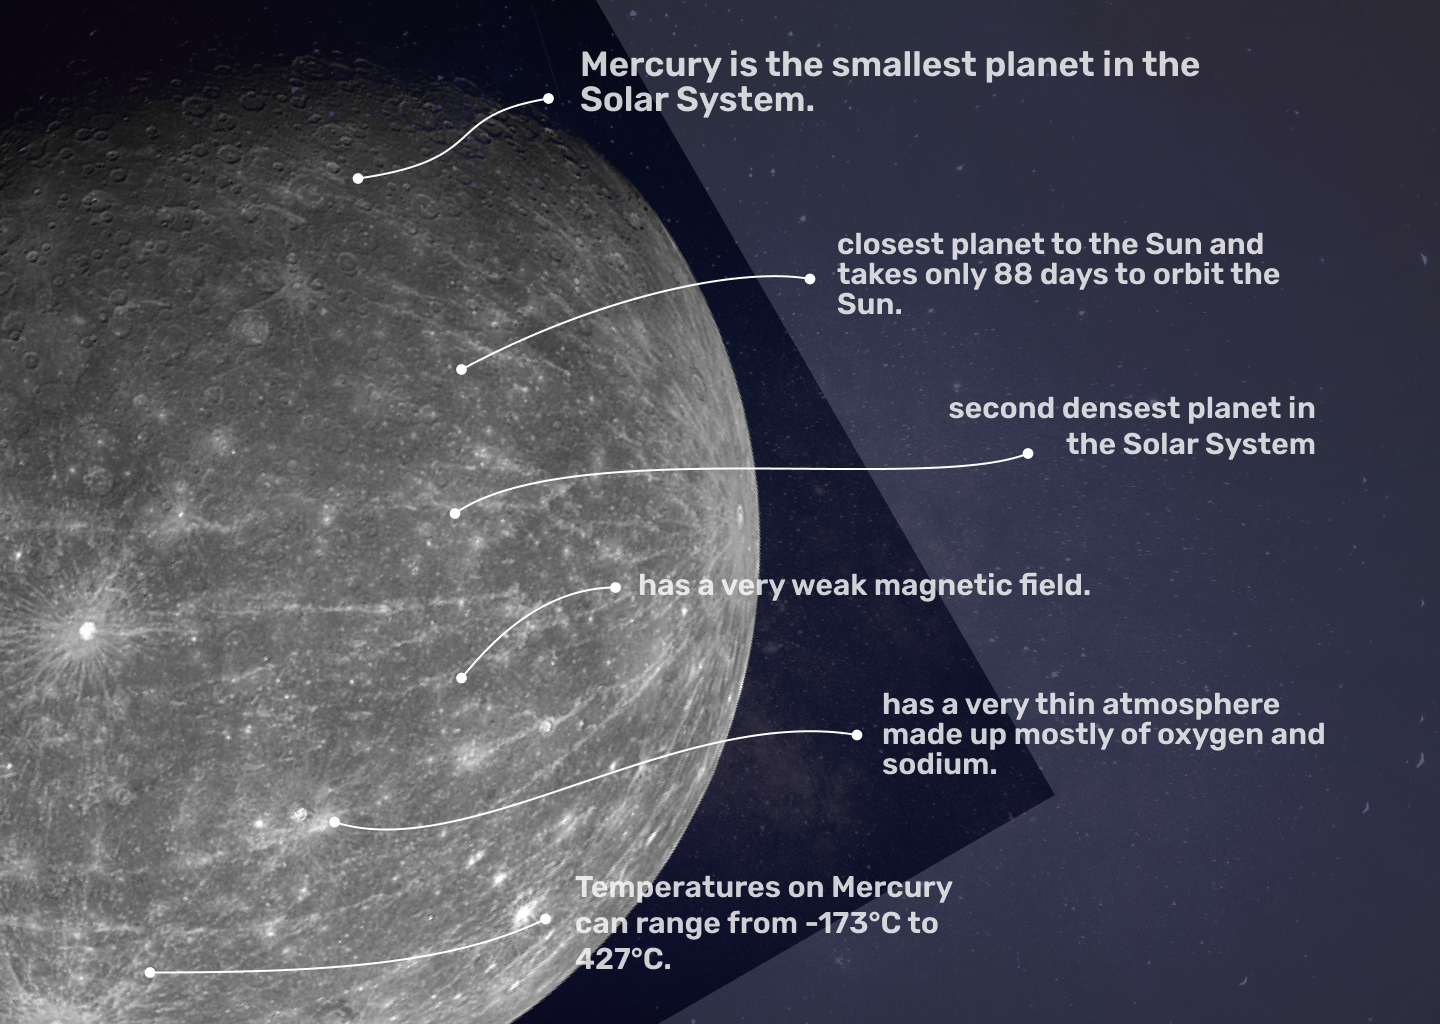 Mercury is the smallest planet in the
Solar System.
closest planet to the Sun and
takes only 88 days to orbit the
Sun.
second densest planet in
the Solar System
has a very weak magnetic field.
has a very thin atmosphere
made up mostly of oxygen and
sodium.
Temperatures on Mercury
can range from -173°C to
427°C.